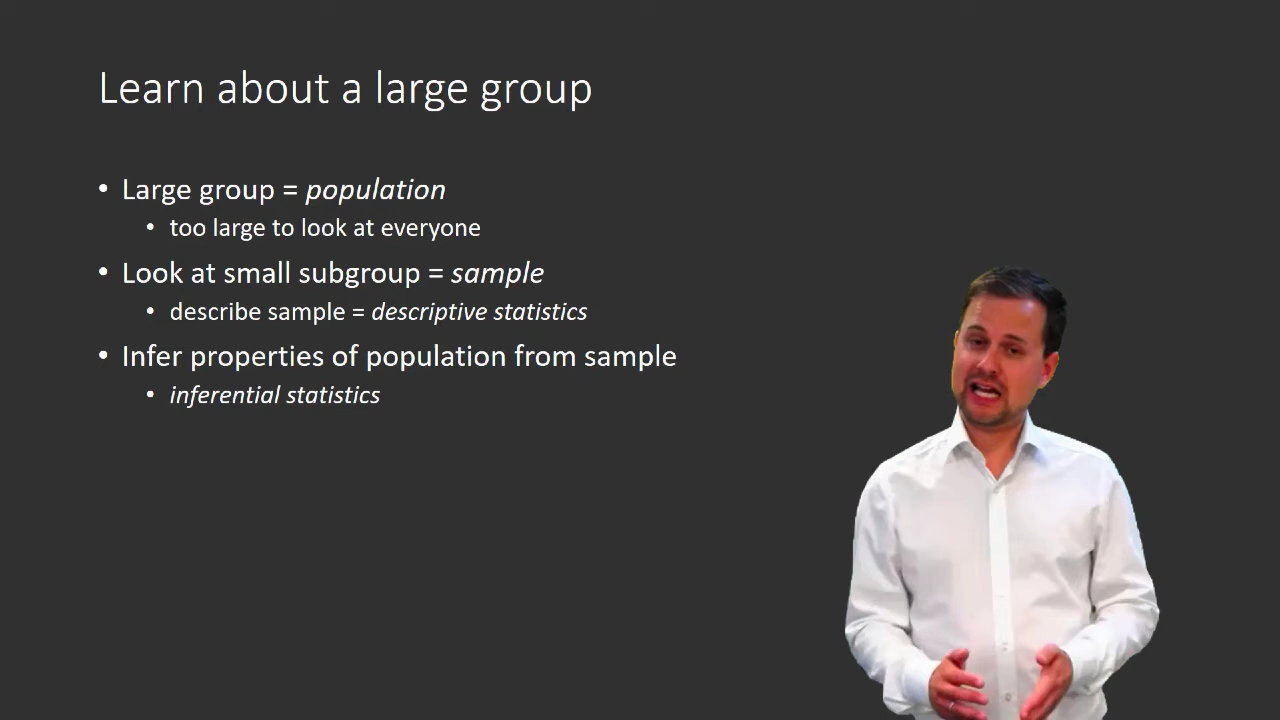 Learn about a large group
• Large group = population
• too large to look at everyone
• Look at small subgroup = sample
• describe sample = descriptive statistics
• Infer properties of population from sample
• inferential statistics